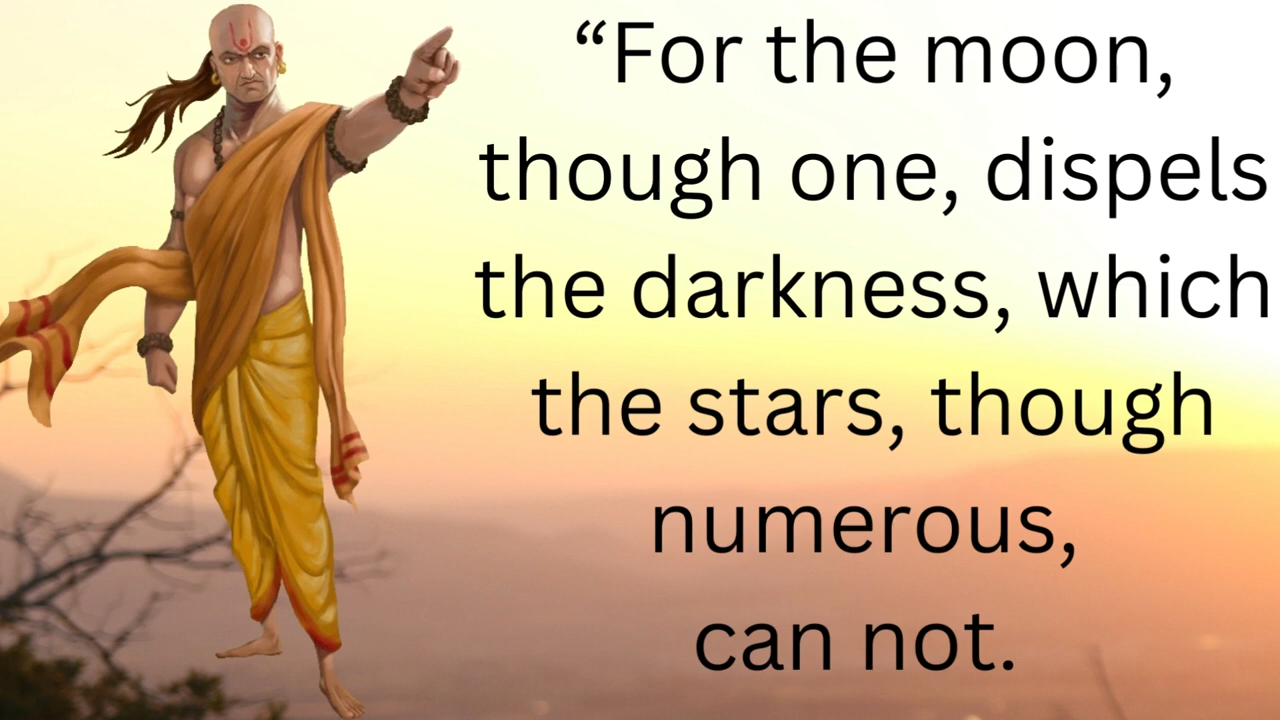 “For the moon,
though one, dispels
the darkness, which
the stars, though
numerous,
can not.